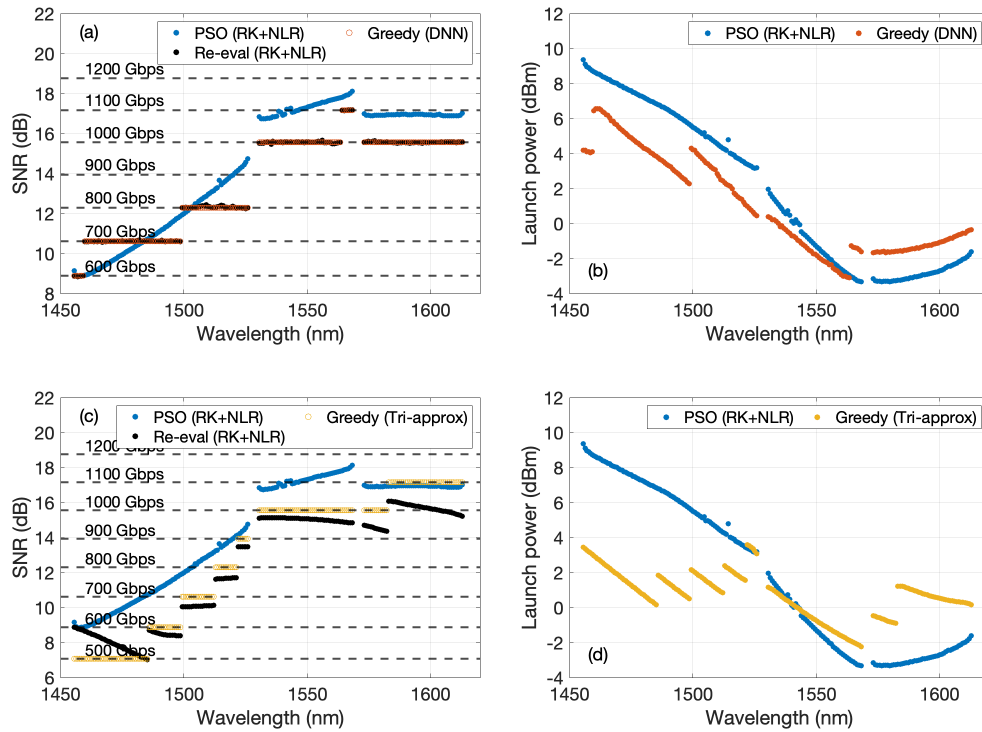 (a)
PSO (RK+NLR)
Greedy (DNN)
Re-eval (RK+NLR)
22
20
18
16
14
12
10
8
SNR (dB)
1200 Gbps
1100 Gbps
1000 Gbps
900 Gbps
800 Gbps
700 Gbps
600 Gbps
1450 1500 1550 1600
Wavelength (nm)
PSO (RK+NLR)
Greedy (DNN)
12
10
8
6
4
2
0
-2
-4
Launch power (dBm)
(b)
1450 1500 1550 1600
Wavelength (nm)
(c)
PSO (RK+NLR)
Greedy (Tri-approx)
Re-eval (RK+NLR)
22
20
18
16
14
12
10
8
6
SNR (dB)
1200 Gbps
1100 Gbps
1000 Gbps
900 Gbps
800 Gbps
700 Gbps
600 Gbps
500 Gbps
1450 1500 1550 1600
Wavelength (nm)
PSO (RK+NLR)
Greedy (Tri-approx)
12
10
8
6
4
2
0
-2
-4
Launch power (dBm)
(d)
1450 1500 1550 1600
Wavelength (nm)